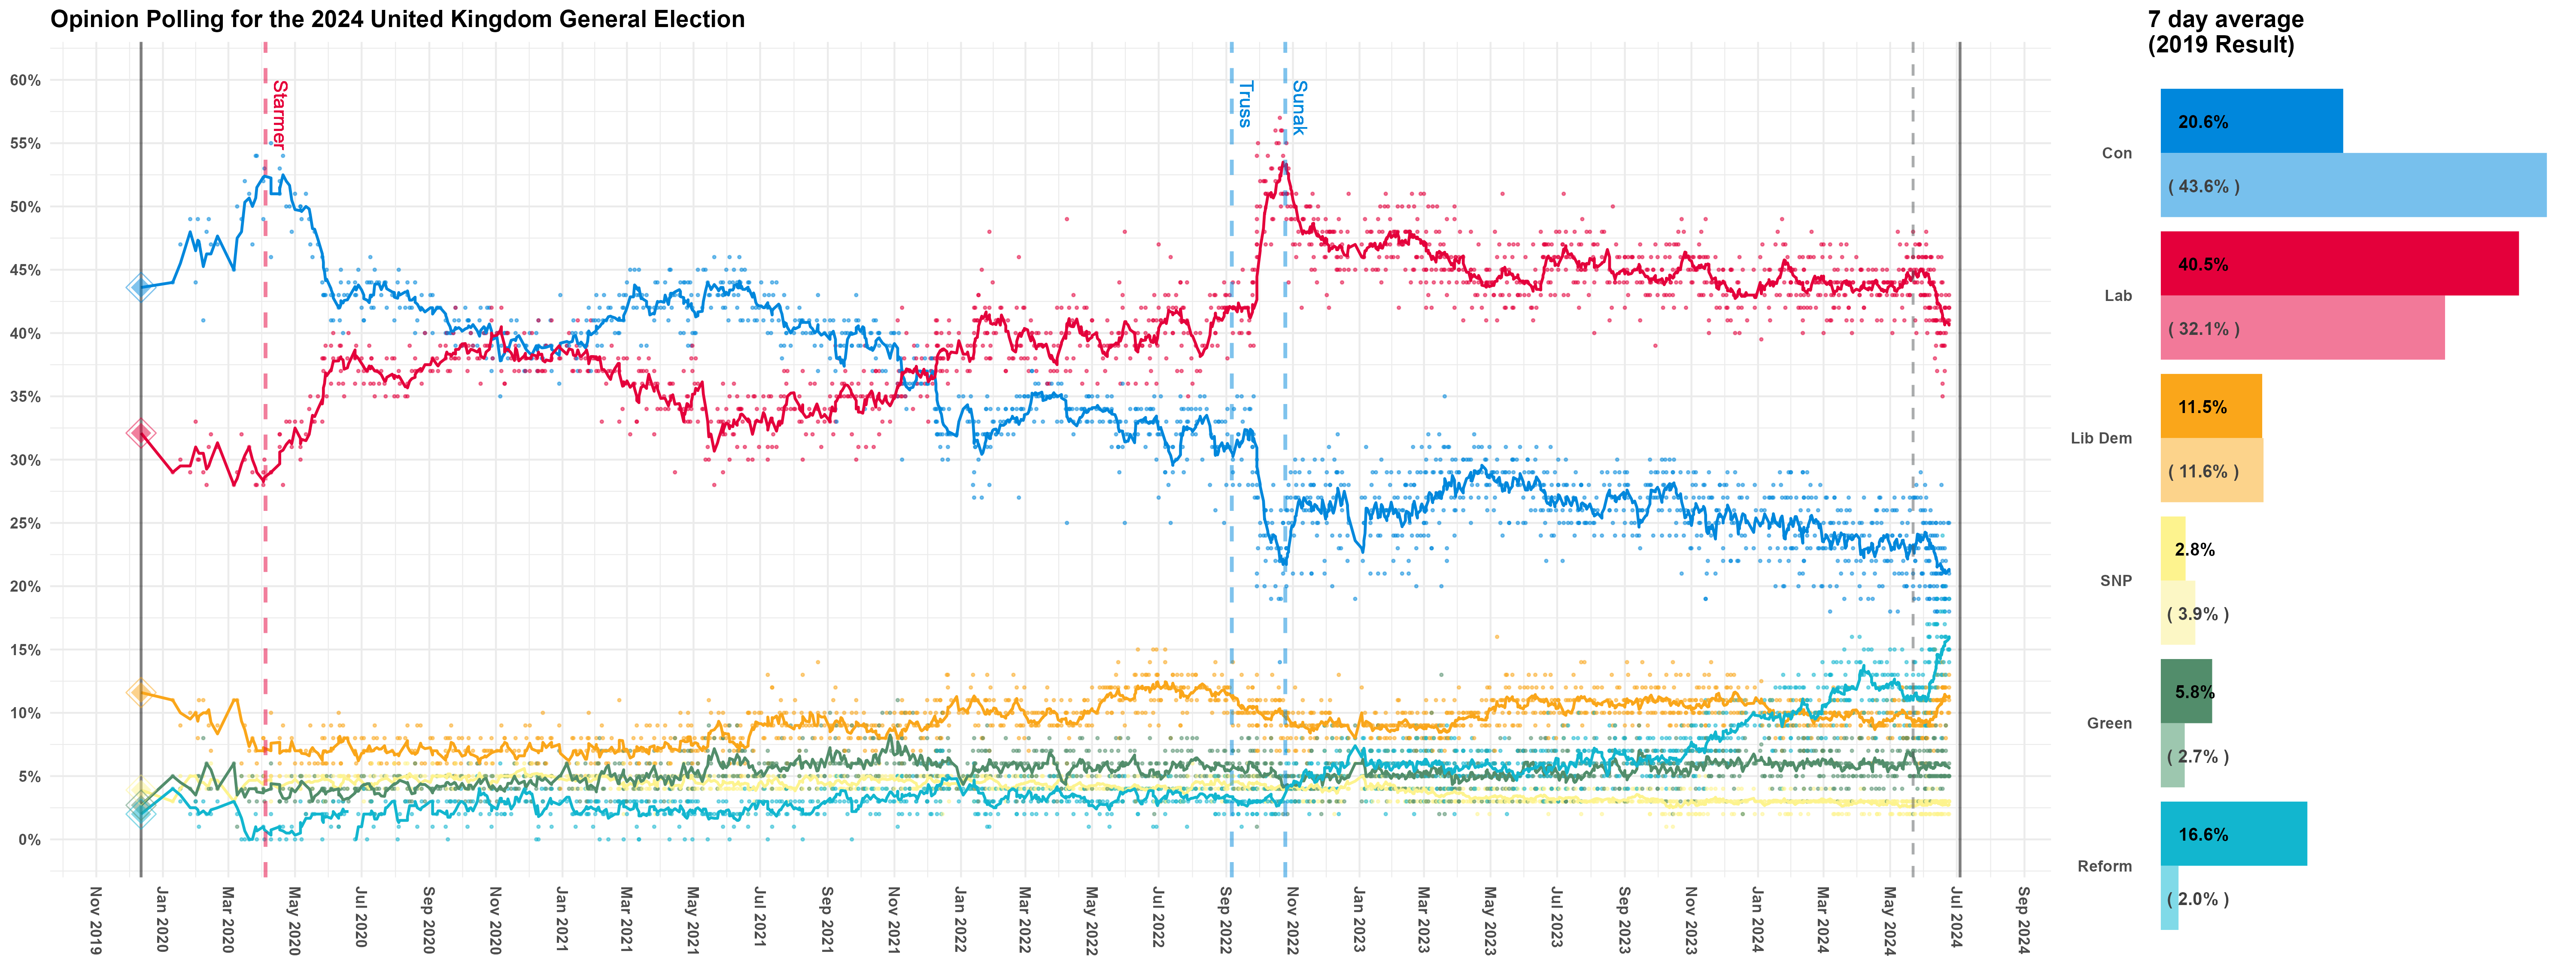 Opinion Polling for the 2024 United Kingdom General Election
7 day average
(2019 Result)
60%
55%
50%
45%
40%
35%
30%
25%
20%
15%
10%
5%
0%
Starmer
Truss
Sunak
Nov 2019
Jan 2020
Mar 2020
May 2020
Jul 2020
Sep 2020
Nov 2020
Jan 2021
Mar 2021
May 2021
Jul 2021
Sep 2021
Nov 2021
Jan 2022
Mar 2022
May 2022
Jul 2022
Sep 2022
Nov 2022
Jan 2023
Mar 2023
May 2023
Jul 2023
Sep 2023
Nov 2023
Jan 2024
Mar 2024
May 2024
Jul 2024
Sep 2024
Con
20.6%
( 43.6% )
Lab
40.5%
( 32.1% )
Lib Dem
11.5%
( 11.6% )
SNP
2.8%
( 3.9% )
Green
5.8%
( 2.7% )
Reform
16.6%
( 2.0% )